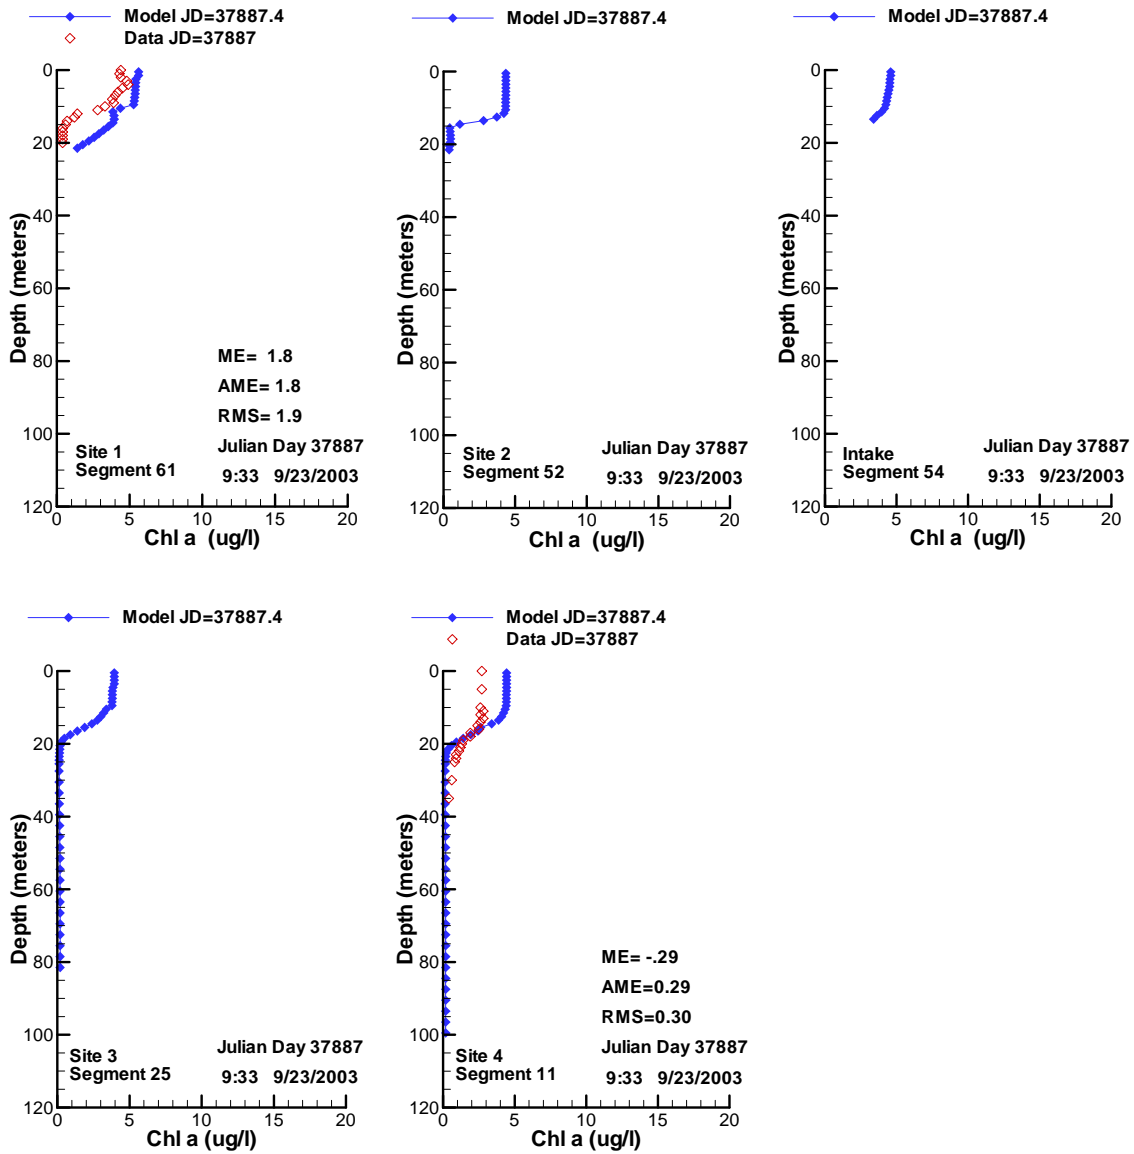 Model JD=37887.4
Data JD=37887
0
20
40
60
80
100
120
Depth (meters)
ME= 1.8
AME= 1.8
RMS= 1.9
Site 1
Segment 61
Julian Day 37887
9:33 9/23/2003
0 5 10 15 20
Chl a (ug/l)
Model JD=37887.4
0
20
40
60
80
100
120
Depth (meters)
Site 2
Segment 52
Julian Day 37887
9:33 9/23/2003
0 5 10 15 20
Chl a (ug/l)
Model JD=37887.4
0
20
40
60
80
100
120
Depth (meters)
Intake
Segment 54
Julian Day 37887
9:33 9/23/2003
0 5 10 15 20
Chl a (ug/l)
Model JD=37887.4
0
20
40
60
80
100
120
Depth (meters)
Site 3
Segment 25
Julian Day 37887
9:33 9/23/2003
0 5 10 15 20
Chl a (ug/l)
Model JD=37887.4
Data JD=37887
0
20
40
60
80
100
120
Depth (meters)
ME= -.29
AME=0.29
RMS=0.30
Site 4
Segment 11
Julian Day 37887
9:33 9/23/2003
0 5 10 15 20
Chl a (ug/l)